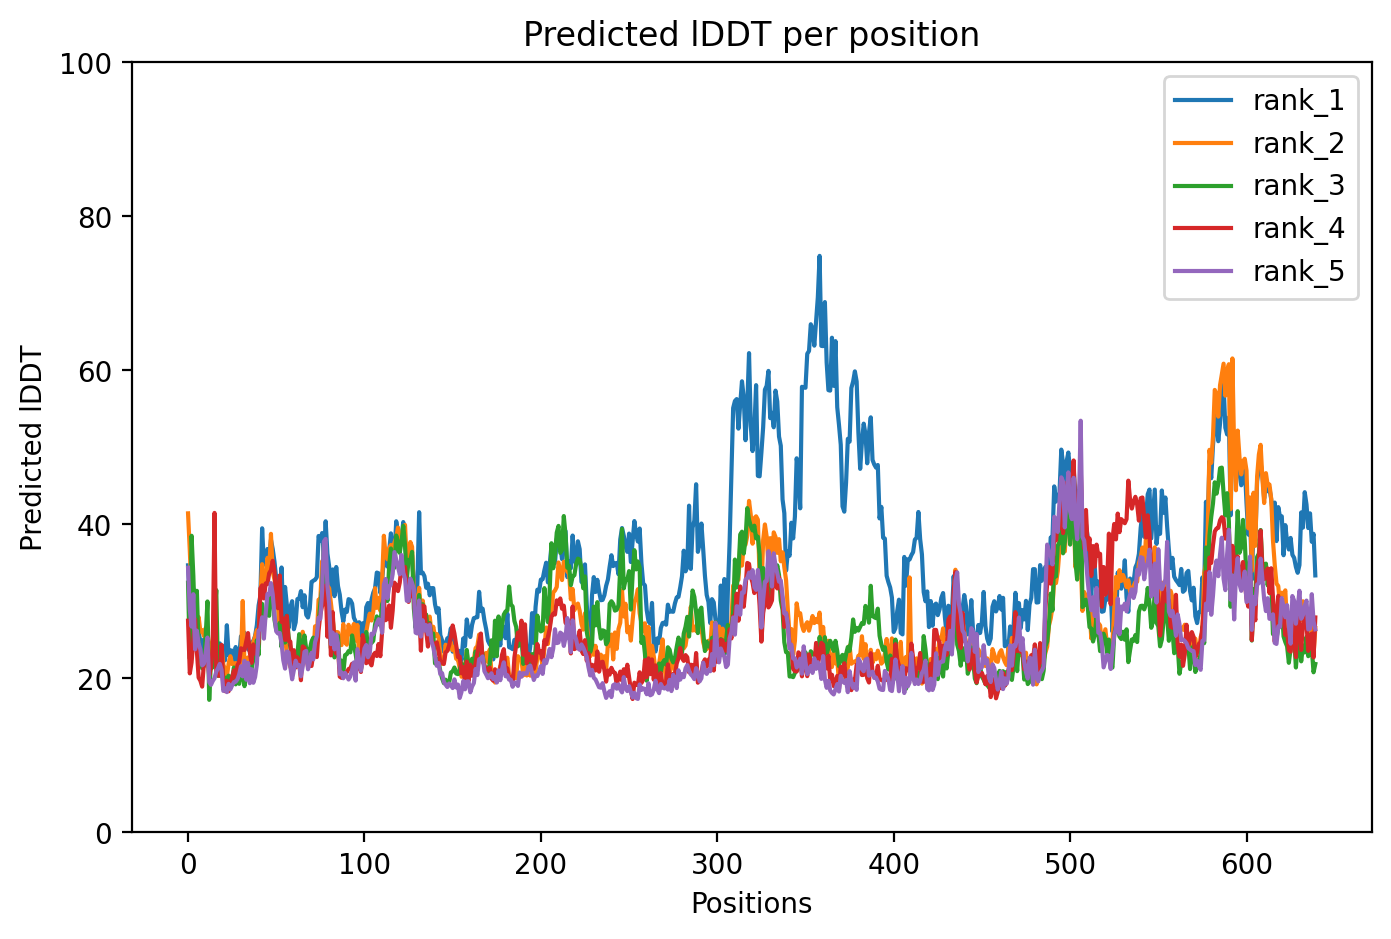 Predicted lDDT per position
Predicted lDDT
100
80
60
40
20
0
rank_1
rank_2
rank_3
rank_4
rank_5
0 100 200 300 400 500 600
Positions